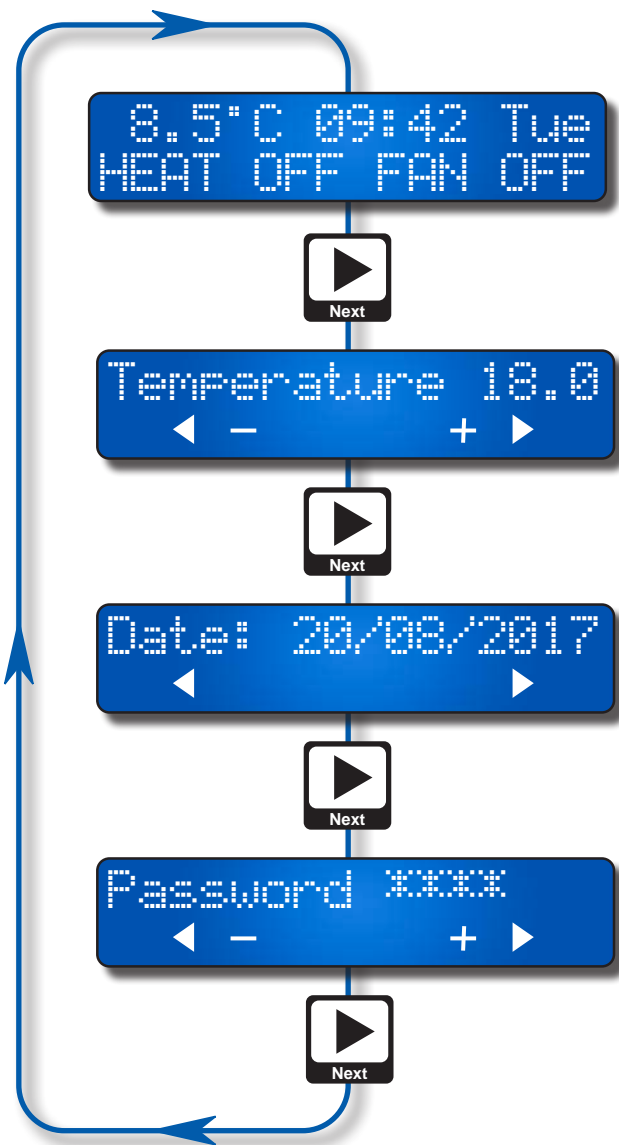 8.5°C 09:42 Tue
HEAT OFF FAN OFF
Next
Temperature 18.0
◀ – + ▶
Next
Date: 20/08/2017
◀ ▶
Next
Password ****
◀ – + ▶
Next